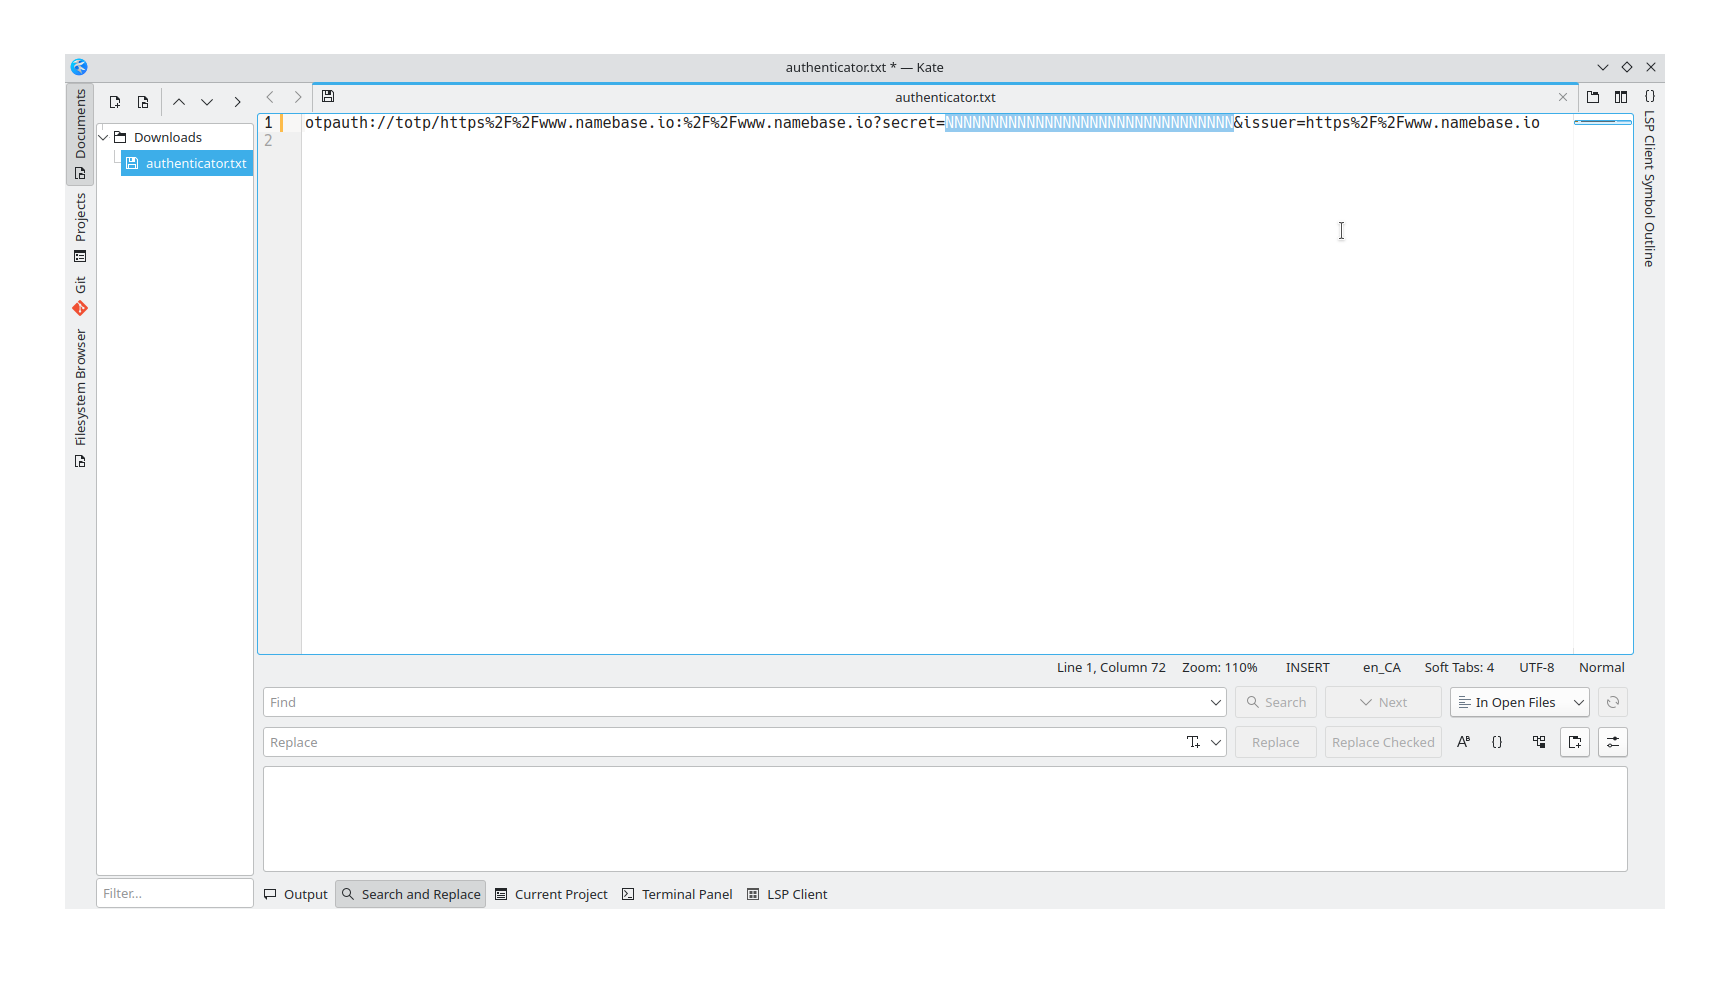 authenticator.txt * — Kate
Documents
Projects
Git
Filesystem Browser
Downloads
authenticator.txt
Filter...
authenticator.txt
1 otpauth://totp/https%2F%2Fwww.namebase.io:%2F%2Fwww.namebase.io?secret=NNNNNNNNNNNNNNNNNNNNNNNNNNNNNNNN&issuer=https%2F%2Fwww.namebase.io
2
LSP Client Symbol Outline
Line 1, Column 72 Zoom: 110% INSERT en_CA Soft Tabs: 4 UTF-8 Normal
Find Search Next In Open Files
Replace Replace Replace Checked
Output Search and Replace Current Project Terminal Panel LSP Client